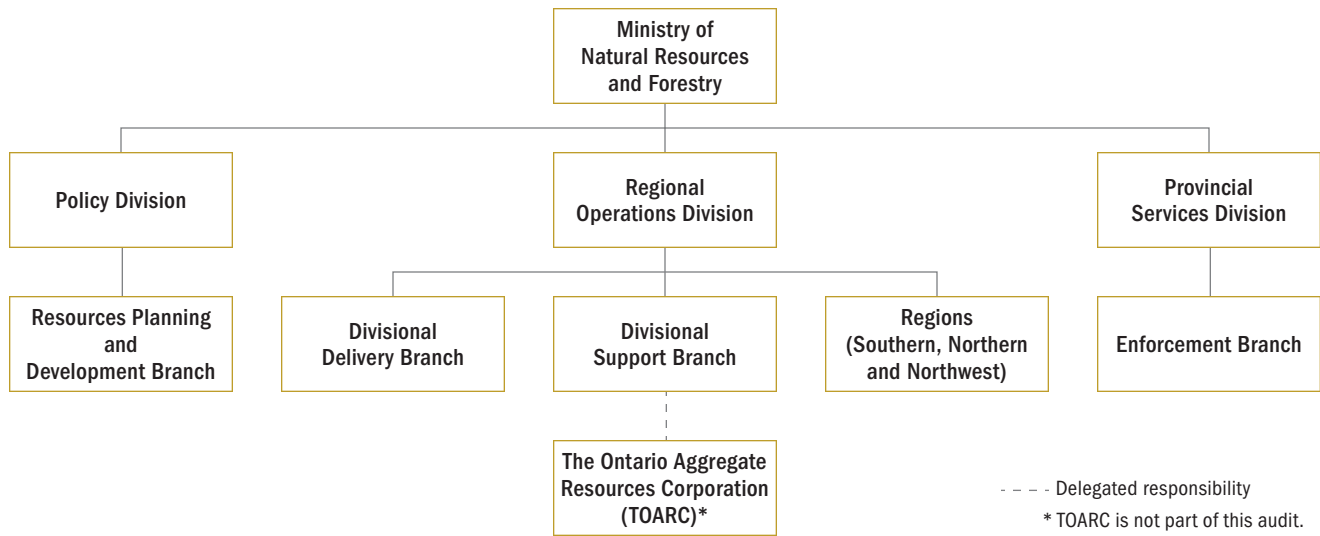 Ministry of
Natural Resources
and Forestry
Policy Division
Regional
Operations Division
Provincial
Services Division
Resources Planning
and
Development Branch
Divisional
Delivery Branch
Divisional
Support Branch
Regions
(Southern, Northern
and Northwest)
Enforcement Branch
The Ontario Aggregate
Resources Corporation
(TOARC)*
Delegated responsibility
* TOARC is not part of this audit.